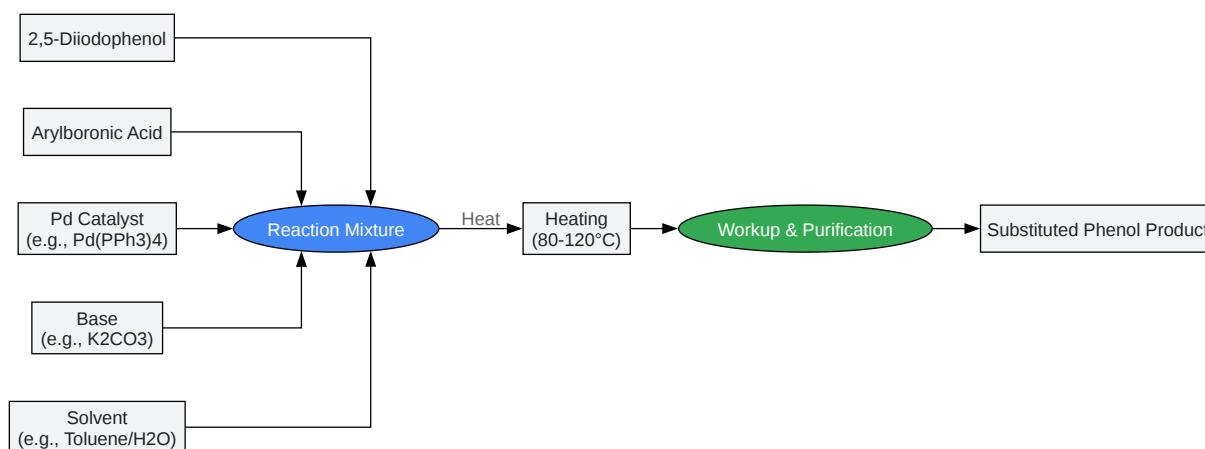 2,5-Diiodophenol
Arylboronic Acid
Pd Catalyst
(e.g., Pd(PPh3)4)
Base
(e.g., K2CO3)
Solvent
(e.g., Toluene/H2O)
Reaction Mixture
Heat
Heating
(80-120°C)
Workup & Purification
Substituted Phenol Product